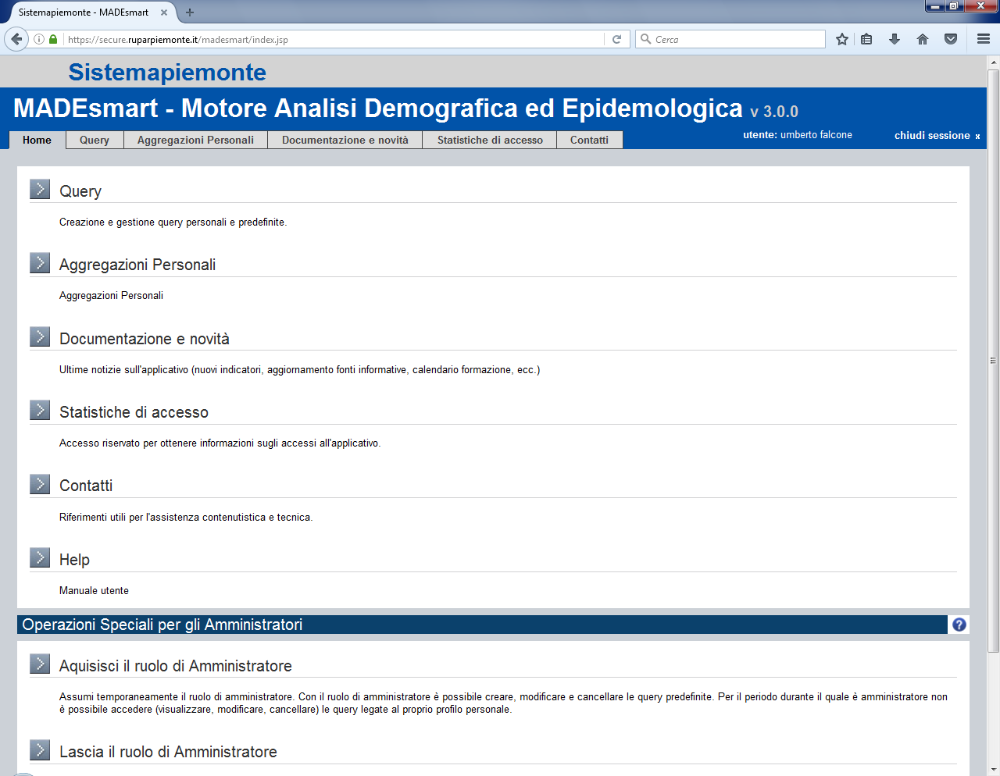 Sistemapiemonte - MADEsmart
https://secure.ruparpiemonte.it/madesmart/index.jsp
Cerca
Sistemapiemonte
MADEsmart - Motore Analisi Demografica ed Epidemologica v 3.0.0
Home Query Aggregazioni Personali Documentazione e novità Statistiche di accesso Contatti utente: umberto falcone chiudi sessione x
Query
Creazione e gestione query personali e predefinite.
Aggregazioni Personali
Aggregazioni Personali
Documentazione e novità
Ultime notizie sull'applicativo (nuovi indicatori, aggiornamento fonti informative, calendario formazione, ecc.)
Statistiche di accesso
Accesso riservato per ottenere informazioni sugli accessi all'applicativo.
Contatti
Riferimenti utili per l'assistenza contenutistica e tecnica.
Help
Manuale utente
Operazioni Speciali per gli Amministratori ?
Aquisisci il ruolo di Amministratore
Assumi temporaneamente il ruolo di amministratore. Con il ruolo di amministratore è possibile creare, modificare e cancellare le query predefinite. Per il periodo durante il quale è amministratore non
è possibile accedere (visualizzare, modificare, cancellare) le query legate al proprio profilo personale.
Lascia il ruolo di Amministratore